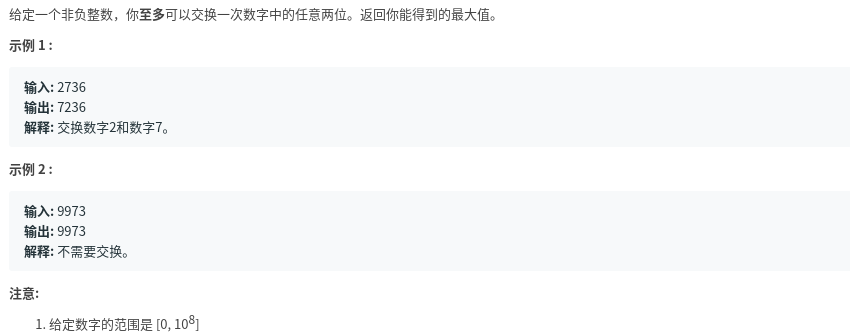 给定一个非负整数，你至多可以交换一次数字中的任意两位。返回你能得到的最大值。
示例 1 :
输入: 2736
输出: 7236
解释: 交换数字2和数字7。
示例 2 :
输入: 9973
输出: 9973
解释: 不需要交换。
注意:
1. 给定数字的范围是 [0, 10⁸]